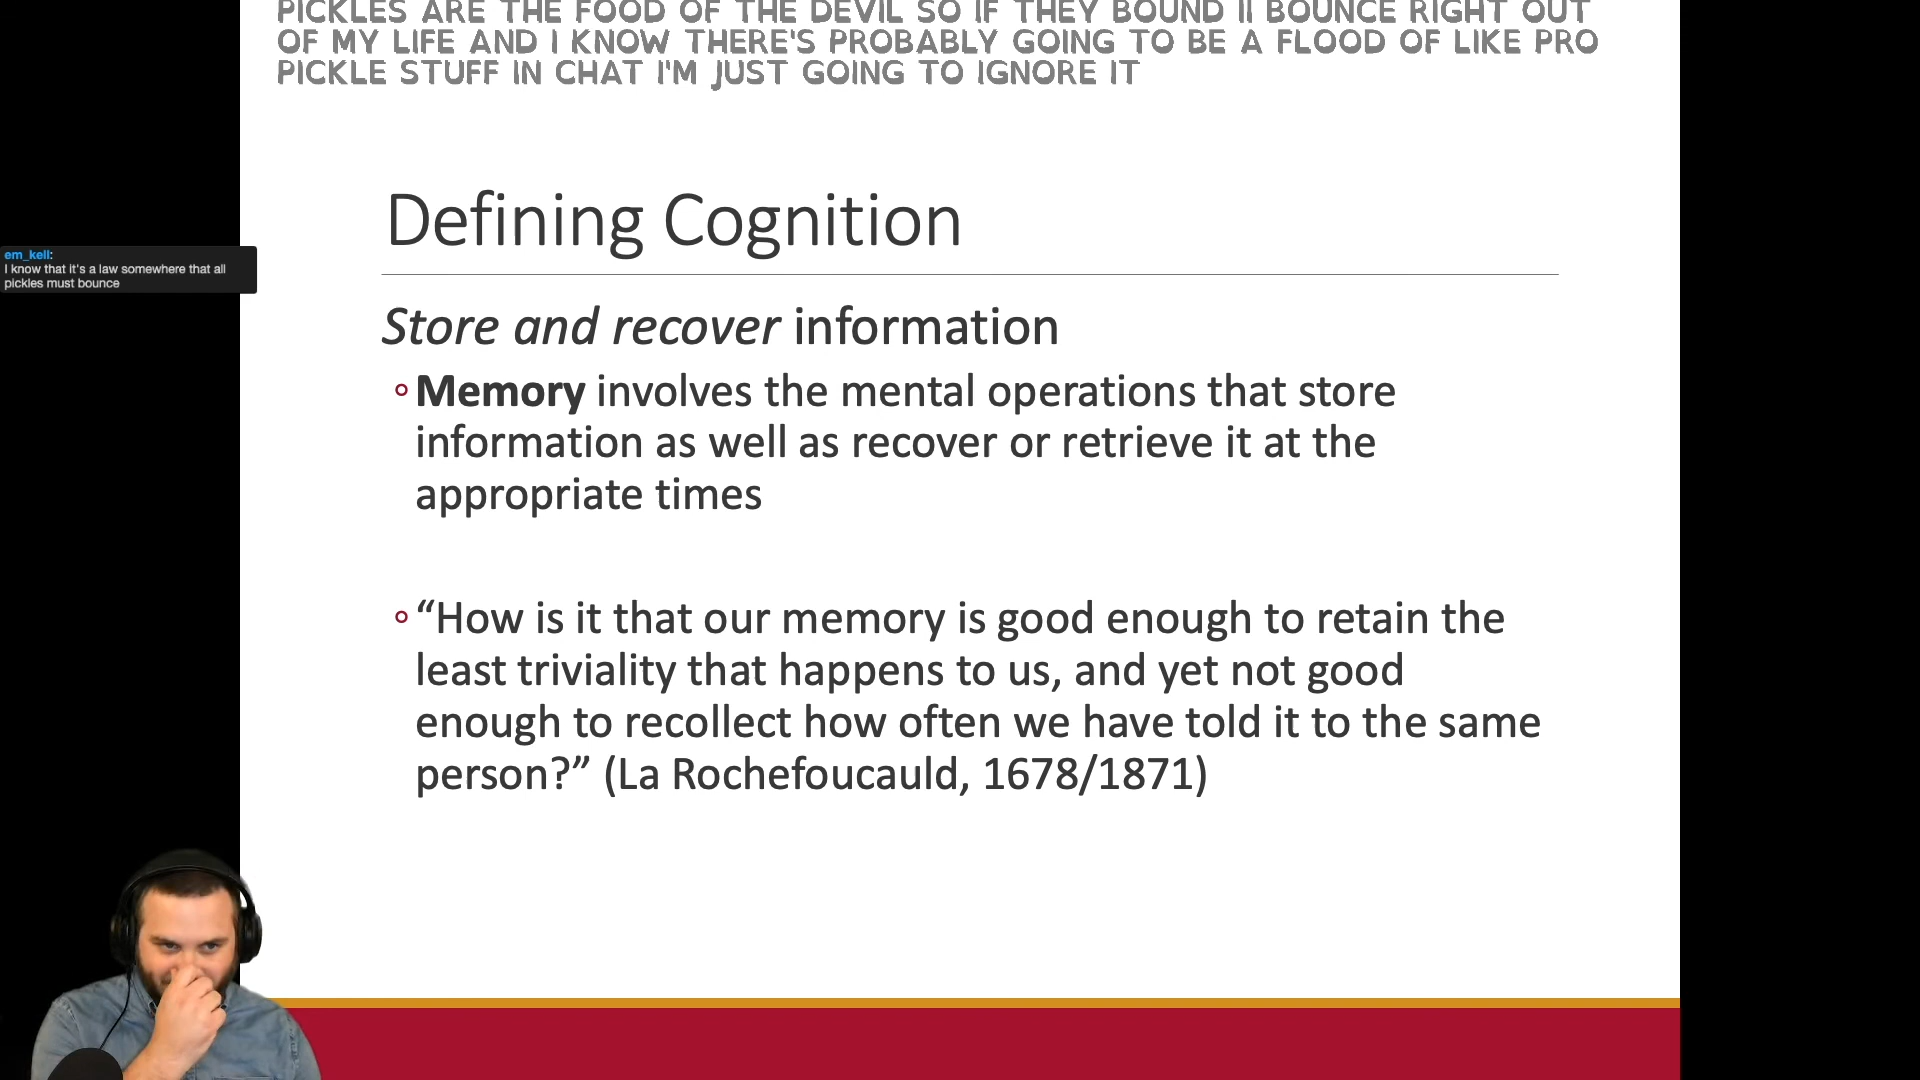 PICKLES ARE THE FOOD OF THE DEVIL SO IF THEY BOUND II BOUNCE RIGHT OUT
OF MY LIFE AND I KNOW THERE'S PROBABLY GOING TO BE A FLOOD OF LIKE PRO
PICKLE STUFF IN CHAT I'M JUST GOING TO IGNORE IT
Defining Cognition
em_kell:
I know that it's a law somewhere that all
pickles must bounce
Store and recover information
Memory involves the mental operations that store
information as well as recover or retrieve it at the
appropriate times
“How is it that our memory is good enough to retain the
least triviality that happens to us, and yet not good
enough to recollect how often we have told it to the same
person?” (La Rochefoucauld, 1678/1871)